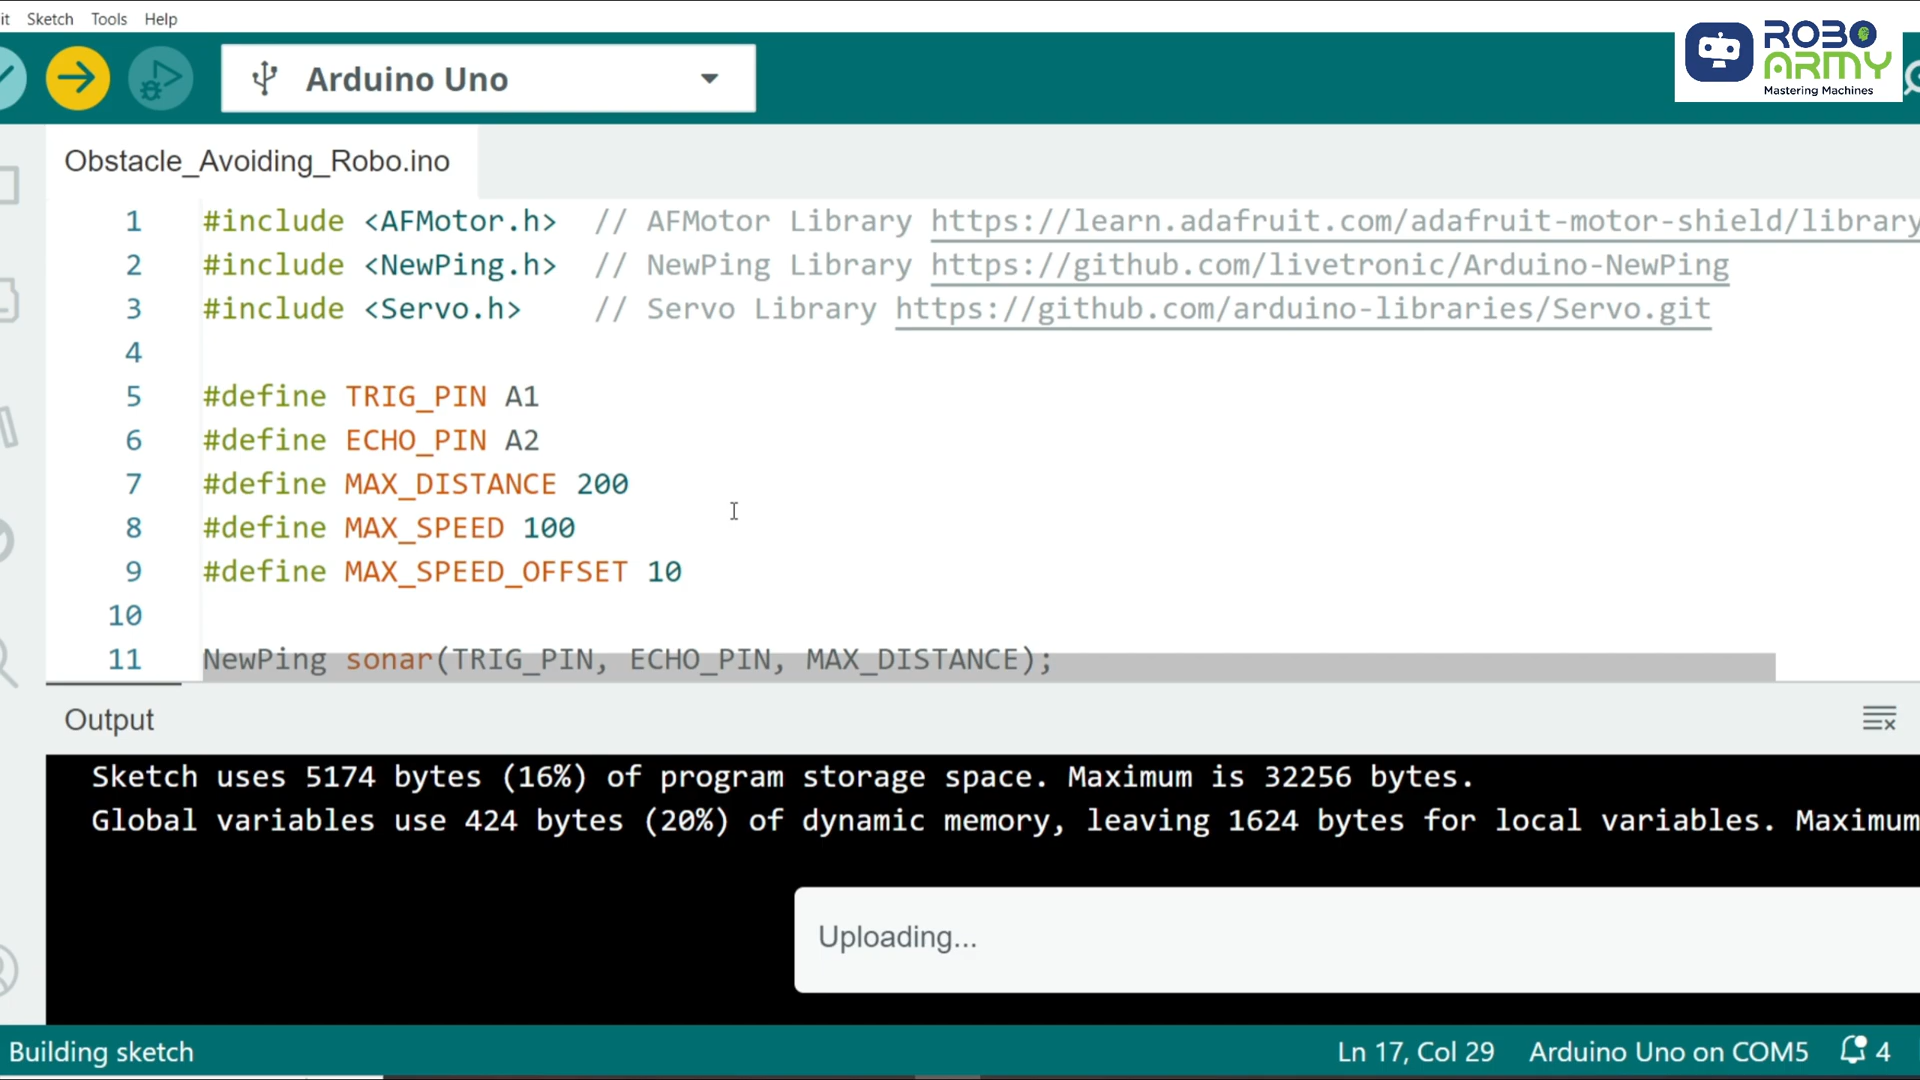 it Sketch Tools Help
ROBO
ARMY
Mastering Machines
Arduino Uno
Obstacle_Avoiding_Robo.ino
1 #include <AFMotor.h> // AFMotor Library https://learn.adafruit.com/adafruit-motor-shield/library
2 #include <NewPing.h> // NewPing Library https://github.com/livetronic/Arduino-NewPing
3 #include <Servo.h> // Servo Library https://github.com/arduino-libraries/Servo.git
4
5 #define TRIG_PIN A1
6 #define ECHO_PIN A2
7 #define MAX_DISTANCE 200
8 #define MAX_SPEED 100
9 #define MAX_SPEED_OFFSET 10
10
11 NewPing sonar(TRIG_PIN, ECHO_PIN, MAX_DISTANCE);
Output
Sketch uses 5174 bytes (16%) of program storage space. Maximum is 32256 bytes.
Global variables use 424 bytes (20%) of dynamic memory, leaving 1624 bytes for local variables. Maximum
Uploading...
Building sketch
Ln 17, Col 29 Arduino Uno on COM5 4